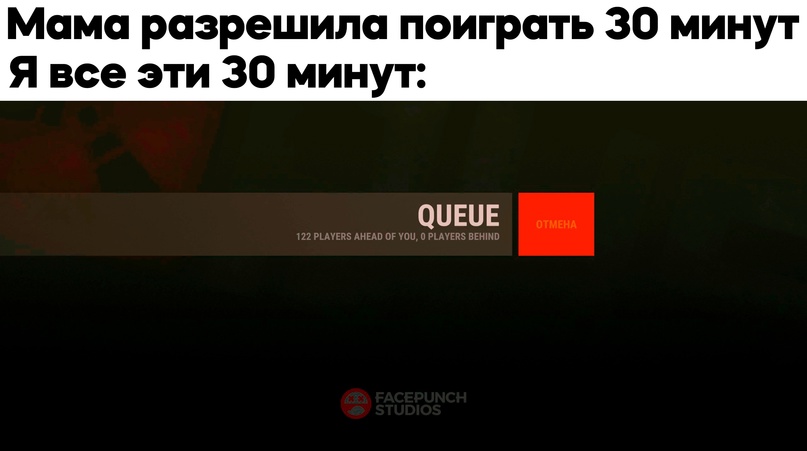 Мама разрешила поиграть 30 минут
Я все эти 30 минут:
QUEUE
122 PLAYERS AHEAD OF YOU, 0 PLAYERS BEHIND
ОТМЕНА
FACEPUNCH
STUDIOS